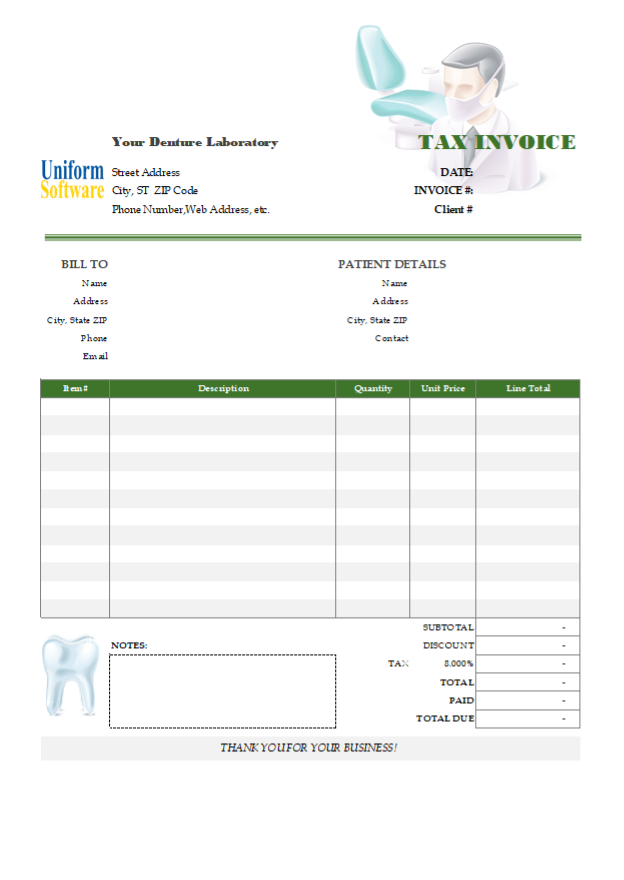 Your Denture Laboratory
TAX INVOICE
Uniform
Software
Street Address
DATE:
City, ST  ZIP Code
INVOICE #:
Phone Number,Web Address, etc.
Client #
BILL TO
PATIENT DETAILS
Name
Name
Address
Address
City, State ZIP
City, State ZIP
Phone
Contact
Email
Item# Description Quantity Unit Price Line Total
SUBTOTAL -
NOTES:
DISCOUNT -
TAX 8.000% -
TOTAL -
PAID -
TOTAL DUE -
THANK YOU FOR YOUR BUSINESS!